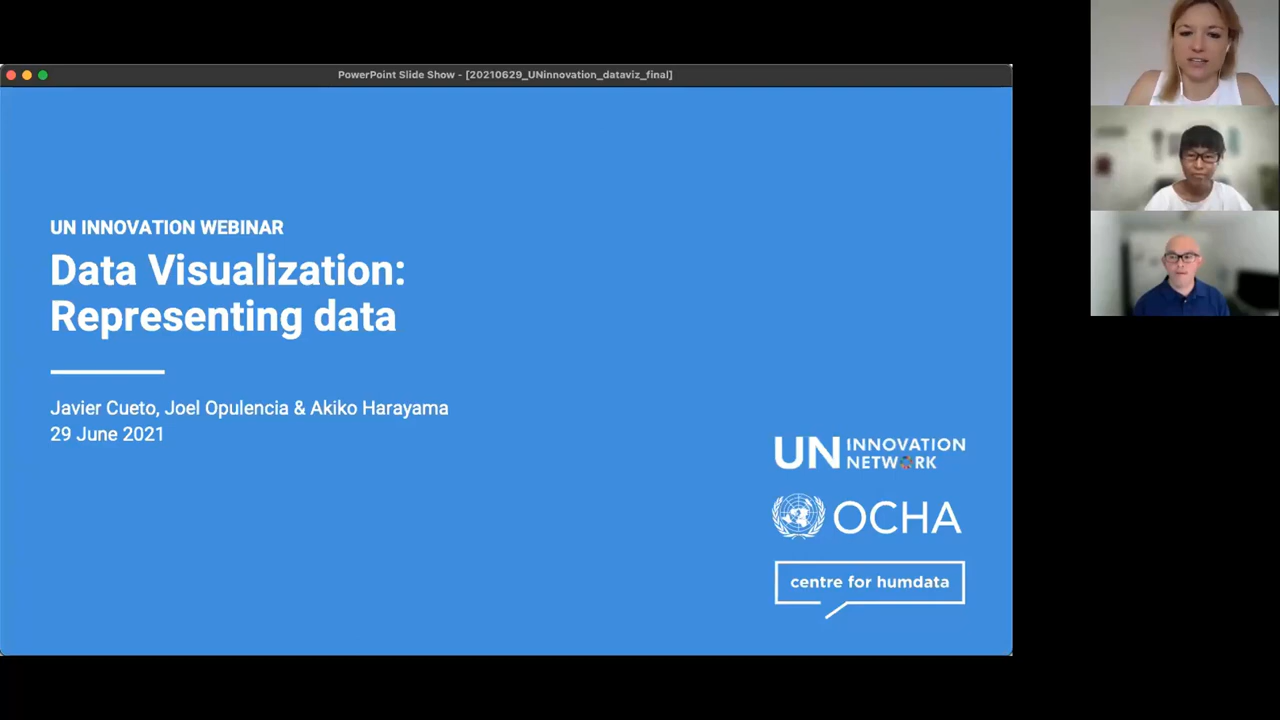 PowerPoint Slide Show - [20210629_UNinnovation_dataviz_final]
UN INNOVATION WEBINAR
Data Visualization:
Representing data
Javier Cueto, Joel Opulencia & Akiko Harayama
29 June 2021
UN INNOVATION
NETWORK
OCHA
centre for humdata